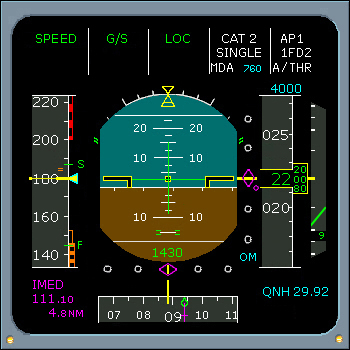 SPEED G/S LOC CAT 2 AP1
SINGLE 1FD2
MDA 760 A/THR
4000
220
025
20 20
200
10 10
S
20
180 0 22 00
80
020
160
10 10
F
9
140
1430
OM
IMED
111.10
4.8NM
QNH 29.92
07 08 09 10 11